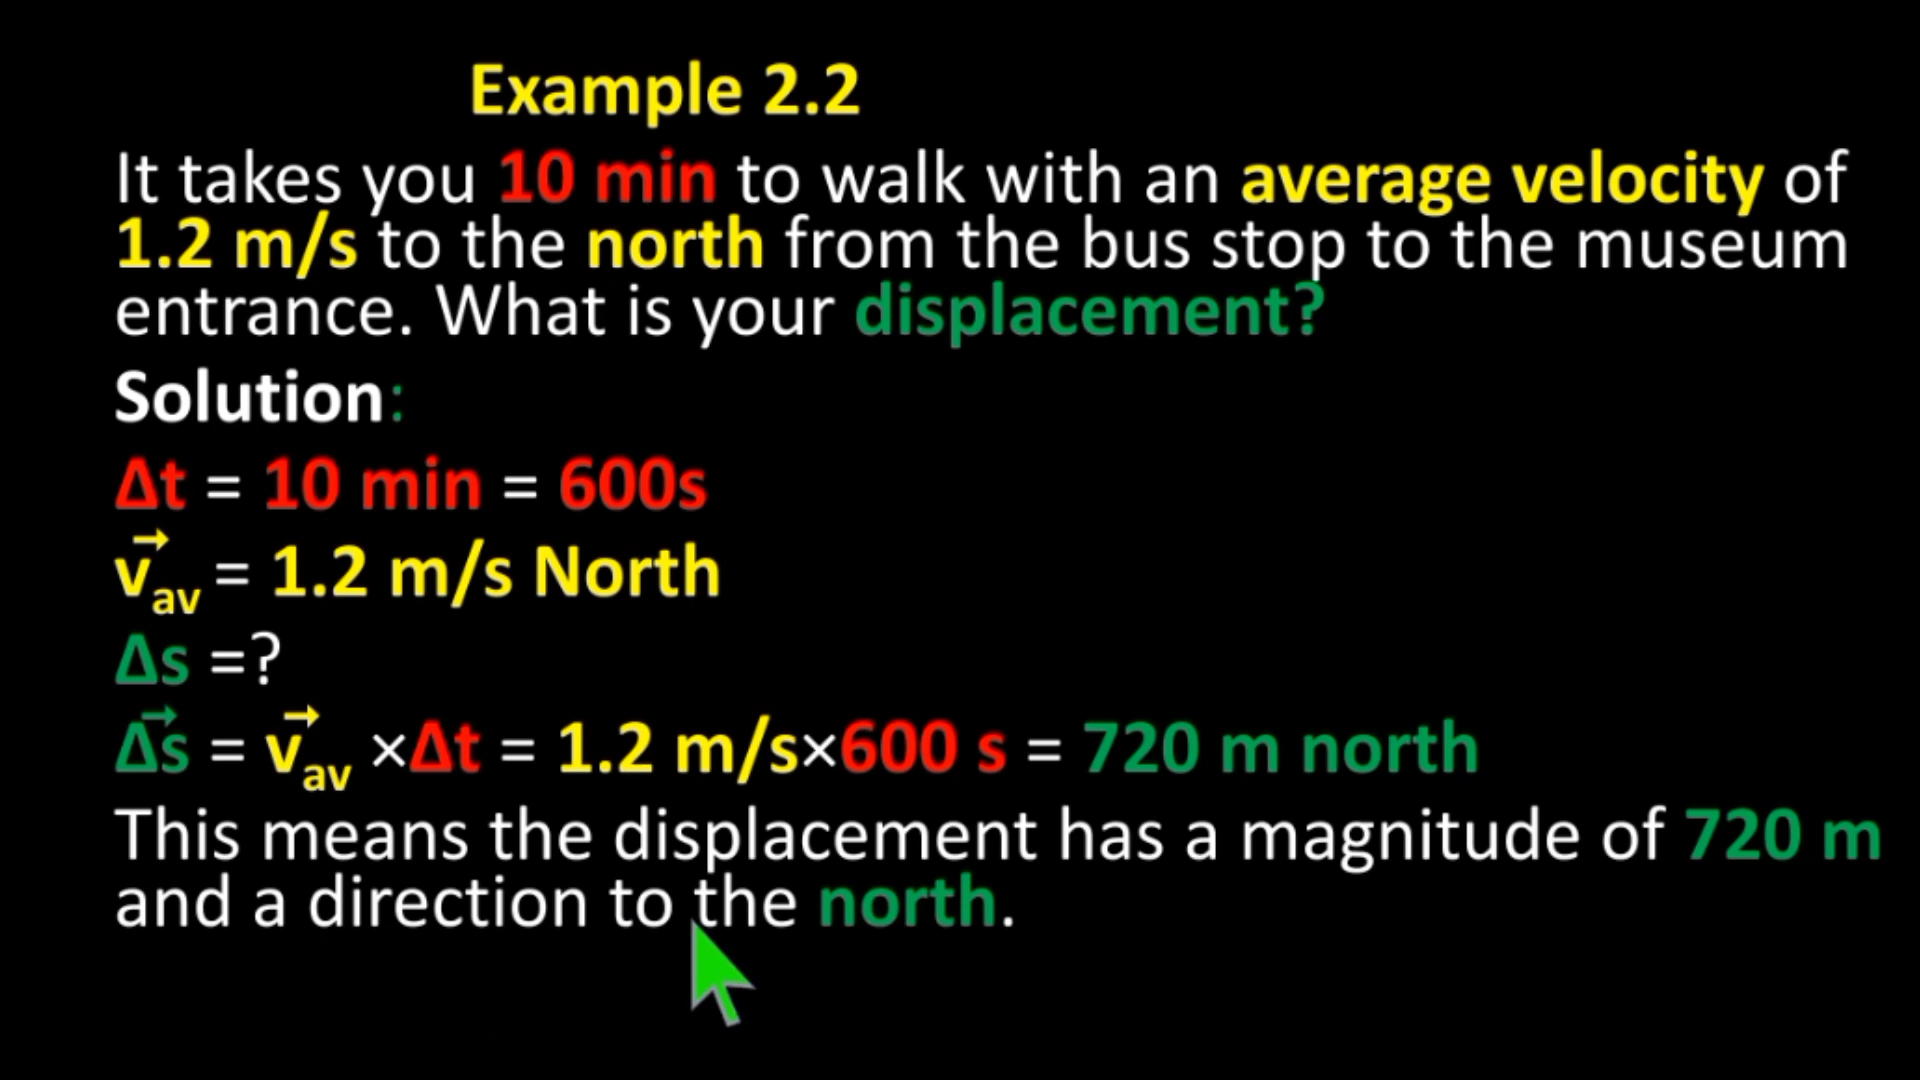 Example 2.2
It takes you 10 min to walk with an average velocity of
1.2 m/s to the north from the bus stop to the museum
entrance. What is your displacement?
Solution:
Δt = 10 min = 600s
v⃗av = 1.2 m/s North
Δs =?
Δs⃗ = v⃗av ×Δt = 1.2 m/s×600 s = 720 m north
This means the displacement has a magnitude of 720 m
and a direction to the north.